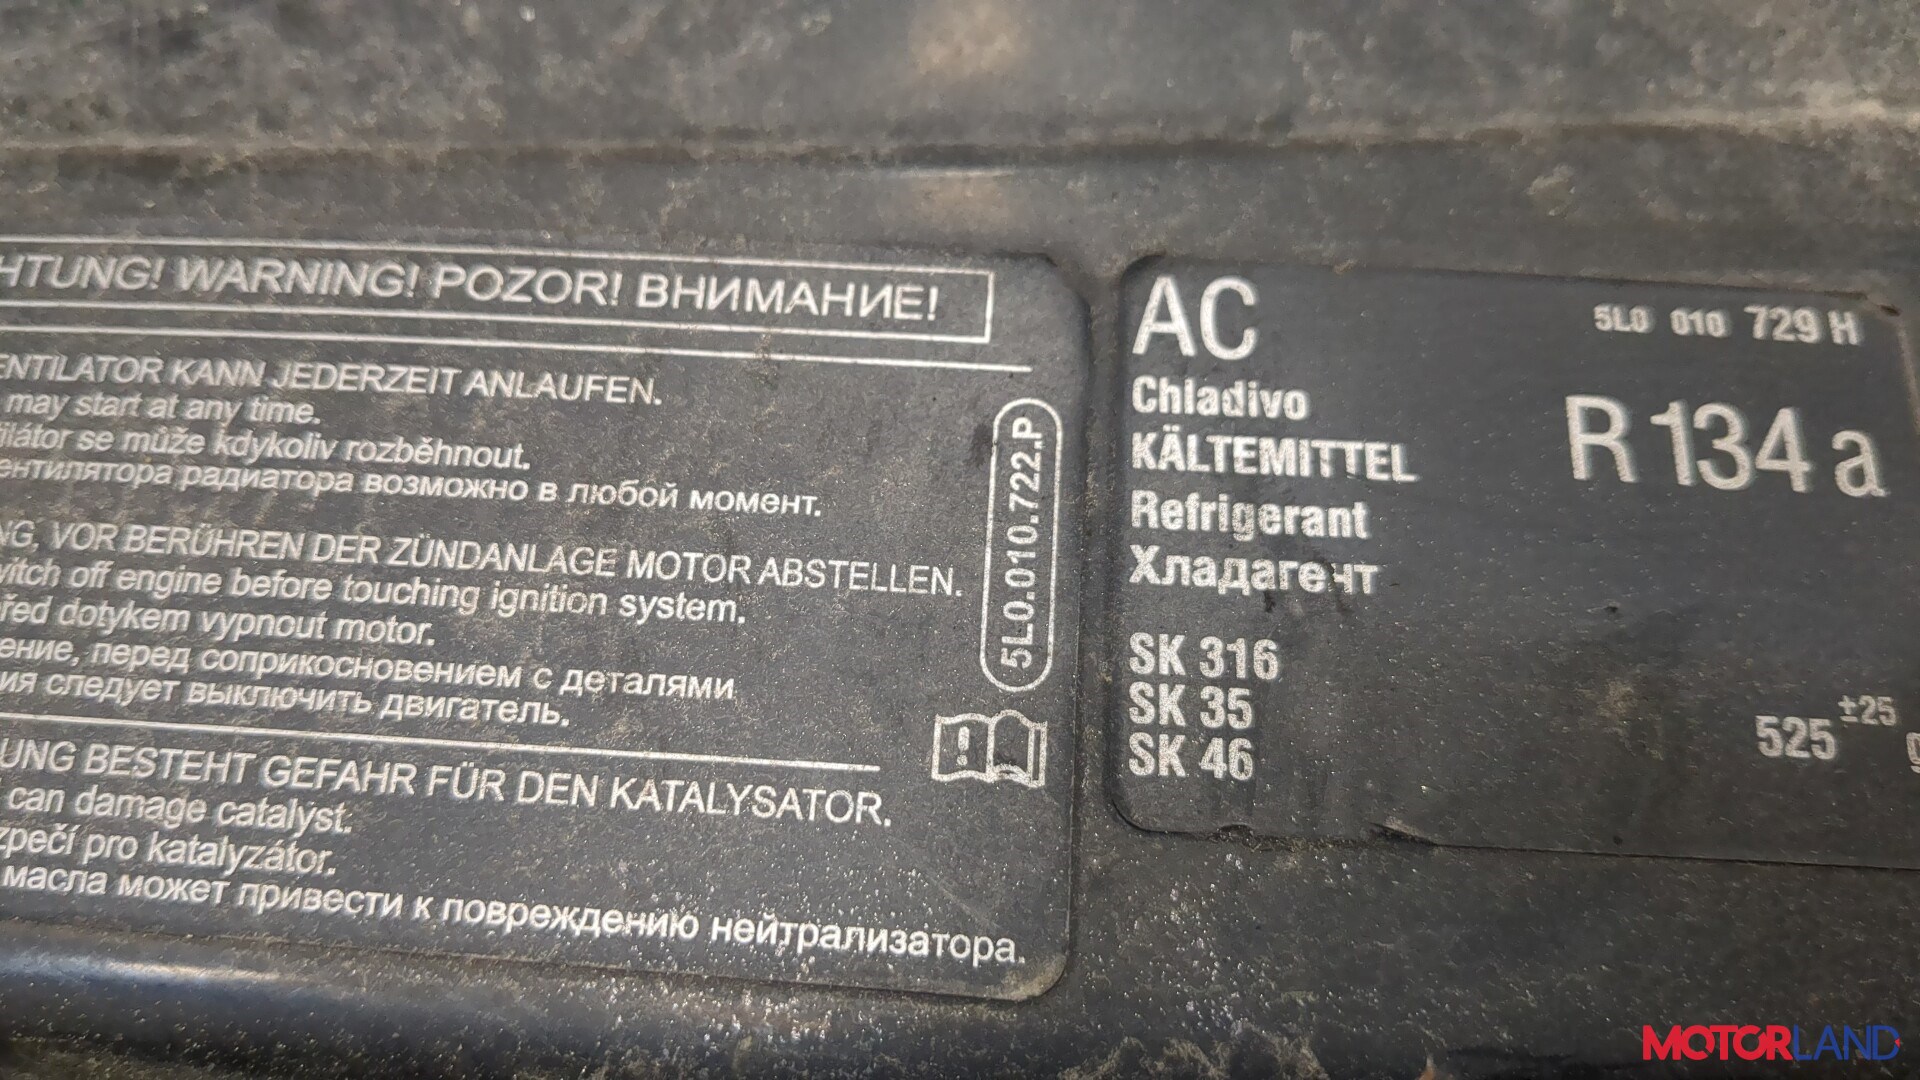 HTUNG! WARNING! POZOR! ВНИМАНИЕ!
ENTILATOR KANN JEDERZEIT ANLAUFEN.
may start at any time.
ilátor se může kdykoliv rozběhnout.
ентилятора радиатора возможно в любой момент.
NG, VOR BERÜHREN DER ZÜNDANLAGE MOTOR ABSTELLEN.
witch off engine before touching ignition system.
řed dotykem vypnout motor.
ение, перед соприкосновением с деталями
ия следует выключить двигатель.
UNG BESTEHT GEFAHR FÜR DEN KATALYSATOR.
can damage catalyst.
zpečí pro katalyzátor.
масла может привести к повреждению нейтрализатора.
5L0.010.722.P
!
AC
5L0 010 729 H
Chladivo
KÄLTEMITTEL
R 134 a
Refrigerant
Хладагент
SK 316
SK 35
SK 46
525 ±25 g
MOTORLAND